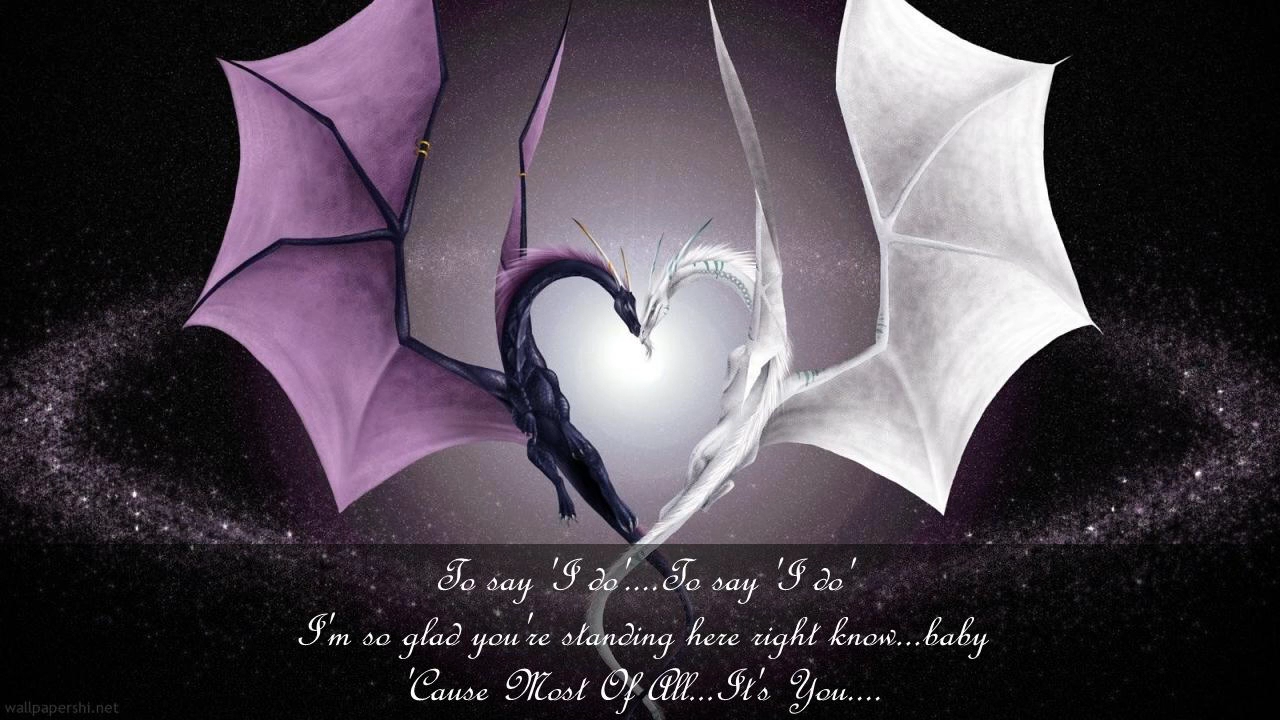 To say 'I do'....To say 'I do'
I'm so glad you're standing here right know...baby
'Cause Most Of All...It's You....
wallpapershi.net